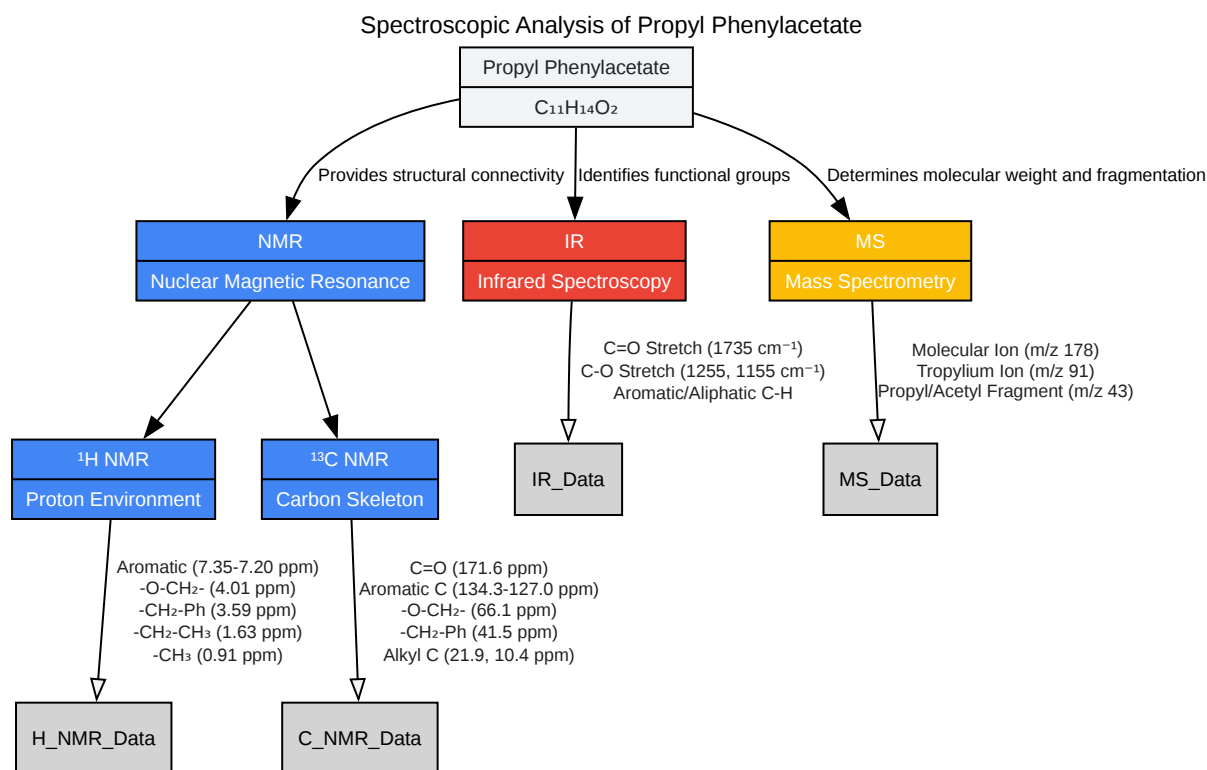 Spectroscopic Analysis of Propyl Phenylacetate
Propyl Phenylacetate
C₁₁H₁₄O₂
Provides structural connectivity
Identifies functional groups
Determines molecular weight and fragmentation
NMR
Nuclear Magnetic Resonance
IR
Infrared Spectroscopy
MS
Mass Spectrometry
C=O Stretch (1735 cm⁻¹)
C-O Stretch (1255, 1155 cm⁻¹)
Aromatic/Aliphatic C-H
Molecular Ion (m/z 178)
Tropylium Ion (m/z 91)
Propyl/Acetyl Fragment (m/z 43)
¹H NMR
Proton Environment
¹³C NMR
Carbon Skeleton
IR_Data
MS_Data
Aromatic (7.35-7.20 ppm)
-O-CH₂- (4.01 ppm)
-CH₂-Ph (3.59 ppm)
-CH₂-CH₃ (1.63 ppm)
-CH₃ (0.91 ppm)
C=O (171.6 ppm)
Aromatic C (134.3-127.0 ppm)
-O-CH₂- (66.1 ppm)
-CH₂-Ph (41.5 ppm)
Alkyl C (21.9, 10.4 ppm)
H_NMR_Data
C_NMR_Data